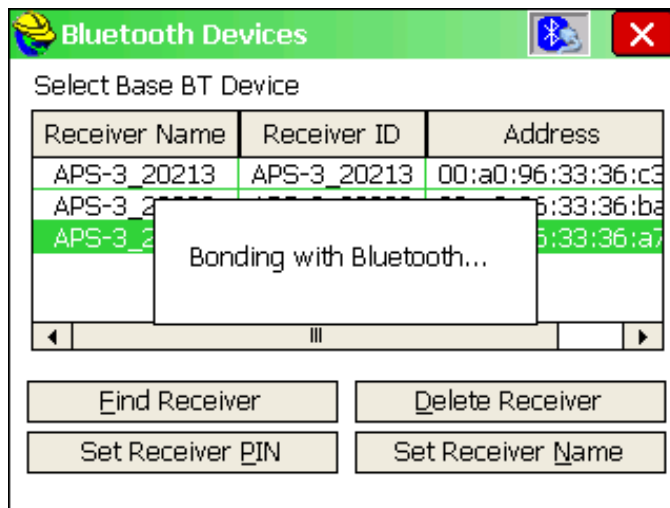 Bluetooth Devices
Select Base BT Device
Receiver Name Receiver ID Address
APS-3_20213 APS-3_20213 00:a0:96:33:36:c3
APS-3_2 :33:36:ba
APS-3_2 :33:36:a7
Bonding with Bluetooth...
Find Receiver Delete Receiver
Set Receiver PIN Set Receiver Name